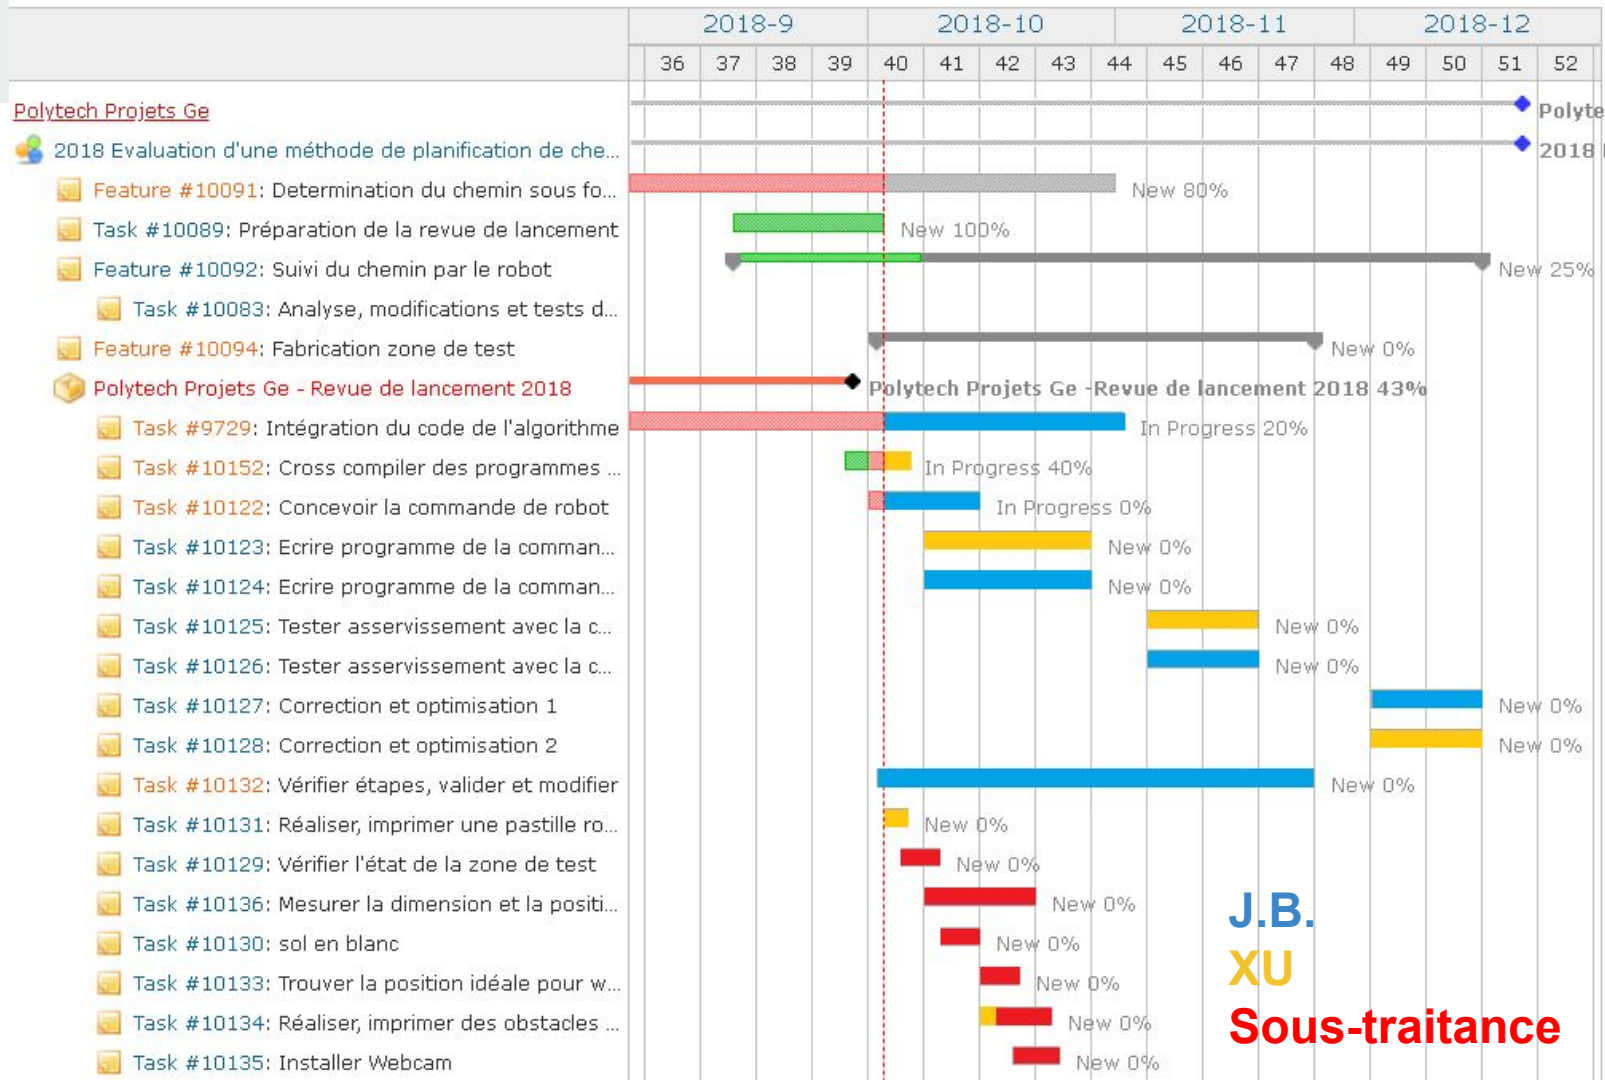 2018-9 2018-10 2018-11 2018-12
36 37 38 39 40 41 42 43 44 45 46 47 48 49 50 51 52
Polytech Projets Ge Polyte
2018 Evaluation d'une méthode de planification de che... 2018
Feature #10091: Determination du chemin sous fo... New 80%
Task #10089: Préparation de la revue de lancement New 100%
Feature #10092: Suivi du chemin par le robot New 25%
Task #10083: Analyse, modifications et tests d...
Feature #10094: Fabrication zone de test New 0%
Polytech Projets Ge - Revue de lancement 2018 Polytech Projets Ge -Revue de lancement 2018 43%
Task #9729: Intégration du code de l'algorithme In Progress 20%
Task #10152: Cross compiler des programmes ... In Progress 40%
Task #10122: Concevoir la commande de robot In Progress 0%
Task #10123: Ecrire programme de la comman... New 0%
Task #10124: Ecrire programme de la comman... New 0%
Task #10125: Tester asservissement avec la c... New 0%
Task #10126: Tester asservissement avec la c... New 0%
Task #10127: Correction et optimisation 1 New 0%
Task #10128: Correction et optimisation 2 New 0%
Task #10132: Vérifier étapes, valider et modifier New 0%
Task #10131: Réaliser, imprimer une pastille ro... New 0%
Task #10129: Vérifier l'état de la zone de test New 0%
Task #10136: Mesurer la dimension et la positi... New 0%
J.B.
Task #10130: sol en blanc New 0%
XU
Task #10133: Trouver la position idéale pour w... New 0%
Task #10134: Réaliser, imprimer des obstacles ... New 0%
Sous-traitance
Task #10135: Installer Webcam New 0%